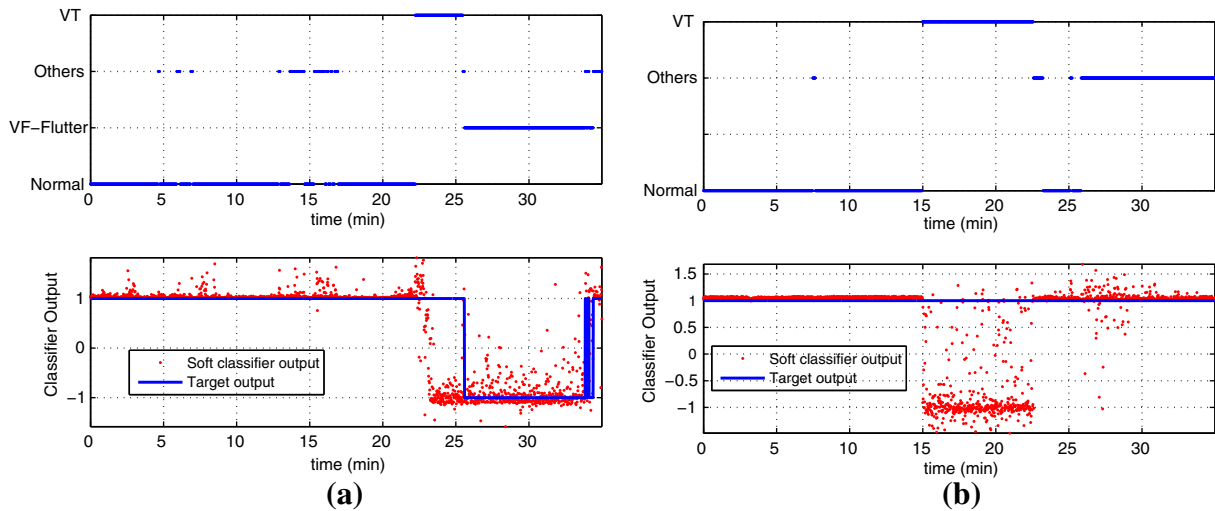 VT
Others
VF−Flutter
Normal
0 5 10 15 20 25 30
time (min)
Classifier Output
1
0
−1
Soft classifier output
Target output
0 5 10 15 20 25 30
time (min)
(a)
VT
Others
Normal
0 5 10 15 20 25 30
time (min)
Classifier Output
1.5
1
0.5
0
−0.5
−1
Soft classifier output
Target output
0 5 10 15 20 25 30
time (min)
(b)